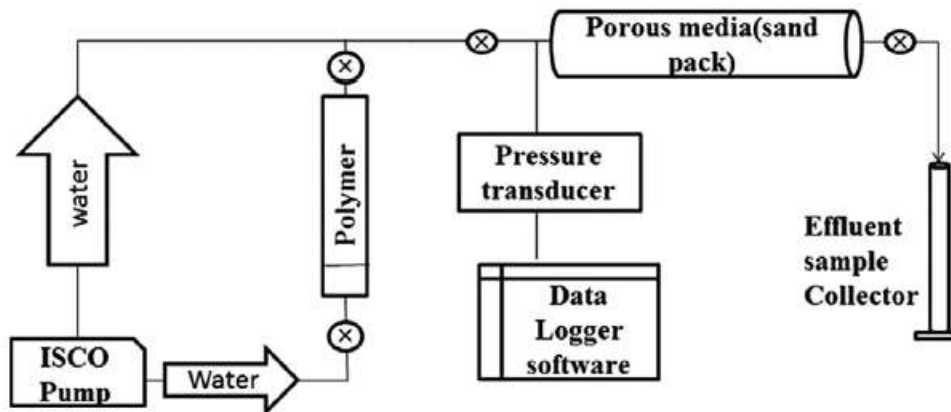 Porous media(sand
pack)
water
Polymer
Pressure
transducer
Effluent
sample
Collector
Data
Logger
software
ISCO
Pump
Water